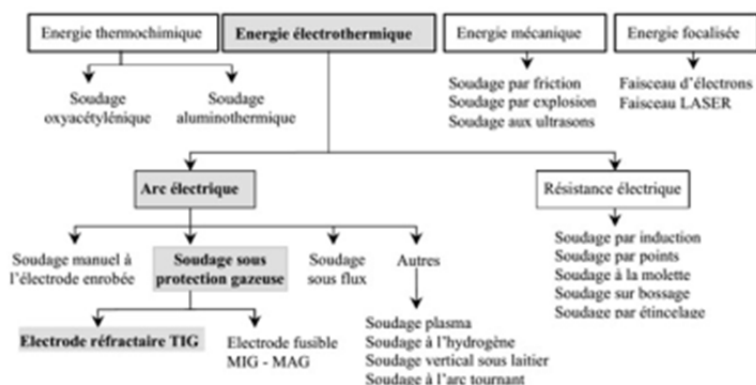 Energie thermochimique
Energie électrothermique
Energie mécanique
Energie focalisée
Soudage
oxyacétylénique
Soudage
aluminothermique
Soudage par friction
Soudage par explosion
Soudage aux ultrasons
Faisceau d'électrons
Faisceau LASER
Arc électrique
Résistance électrique
Soudage manuel à
l'électrode enrobée
Soudage sous
protection gazeuse
Soudage
sous flux
Autres
Soudage par induction
Soudage par points
Soudage à la molette
Soudage sur bossage
Soudage par étincelage
Electrode réfractaire TIG
Electrode fusible
MIG - MAG
Soudage plasma
Soudage à l'hydrogène
Soudage vertical sous laitier
Soudage à l'arc tournant